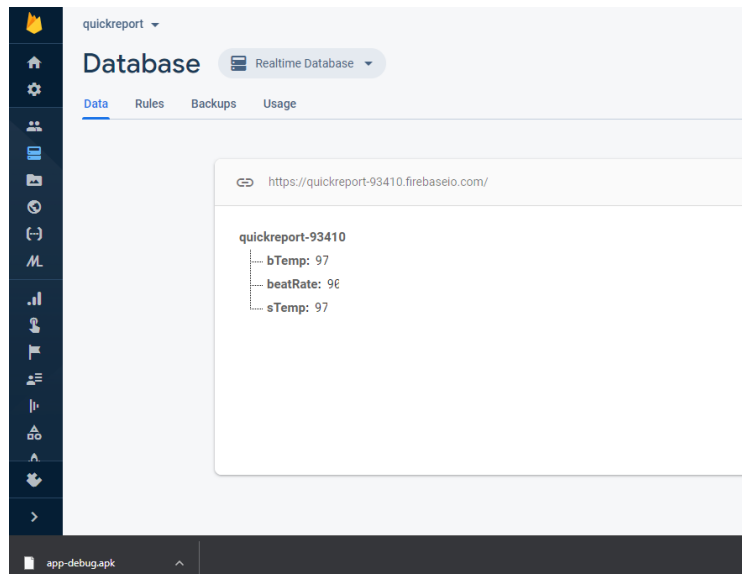 quickreport
Database
Realtime Database
Data Rules Backups Usage
https://quickreport-93410.firebaseio.com/
quickreport-93410
bTemp: 97
beatRate:
sTemp: 97
app-debug.apk